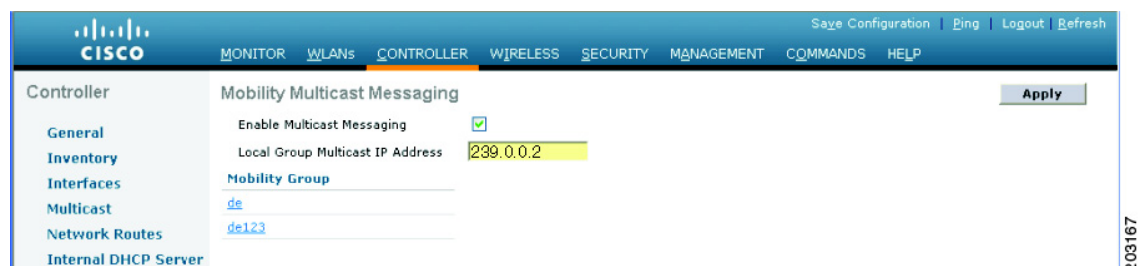 Save Configuration | Ping | Logout | Refresh
CISCO
MONITOR WLANs CONTROLLER WIRELESS SECURITY MANAGEMENT COMMANDS HELP
Controller
General
Inventory
Interfaces
Multicast
Network Routes
Internal DHCP Server
Mobility Multicast Messaging
Apply
Enable Multicast Messaging
Local Group Multicast IP Address 239.0.0.2
Mobility Group
de
de123
203167